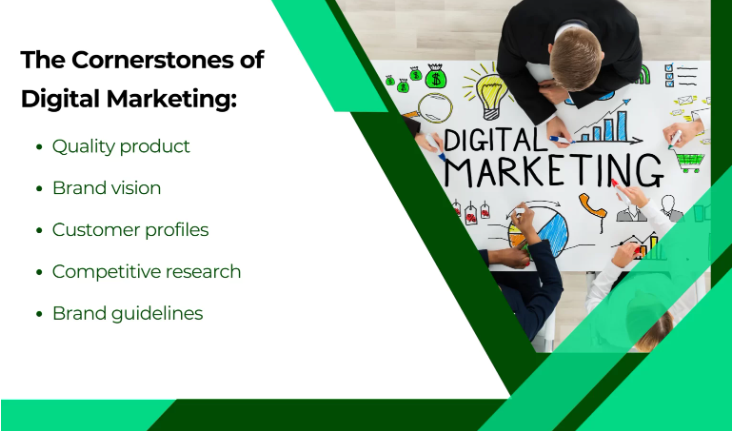 The Cornerstones of
Digital Marketing:
• Quality product
• Brand vision
• Customer profiles
• Competitive research
• Brand guidelines
DIGITAL
MARKETING